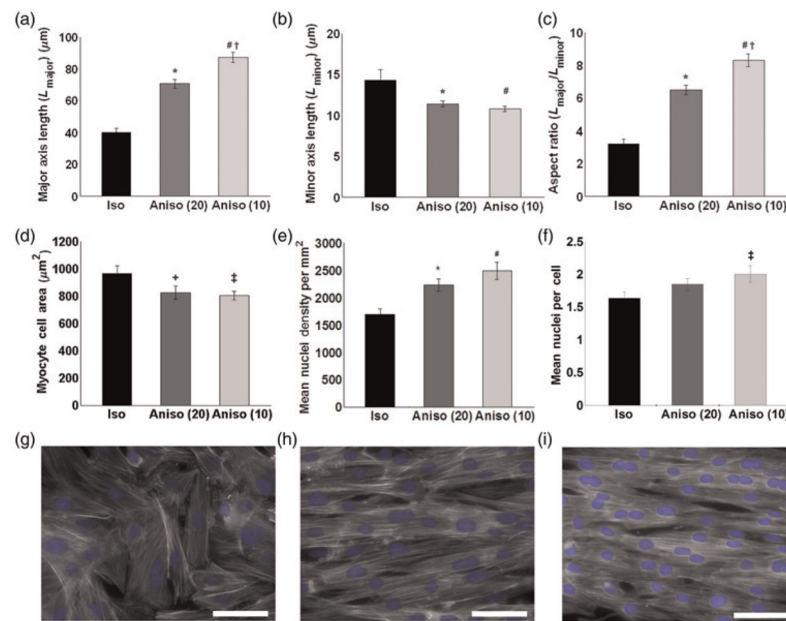 (a)
Major axis length (L major) (μm)
100
80
60
40
20
0
*
#†
Iso Aniso (20) Aniso (10)
(b)
Minor axis length (L minor) (μm)
20
15
10
5
0
*
#
Iso Aniso (20) Aniso (10)
(c)
Aspect ratio (L major/L minor)
10
8
6
4
2
0
*
#†
Iso Aniso (20) Aniso (10)
(d)
Myocyte cell area (μm²)
1200
1000
800
600
400
200
0
+
‡
Iso Aniso (20) Aniso (10)
(e)
Mean nuclei density per mm²
3000
2500
2000
1500
1000
500
0
*
#
Iso Aniso (20) Aniso (10)
(f)
Mean nuclei per cell
2.5
2
1.5
1
0.5
0
‡
Iso Aniso (20) Aniso (10)
(g)
(h)
(i)